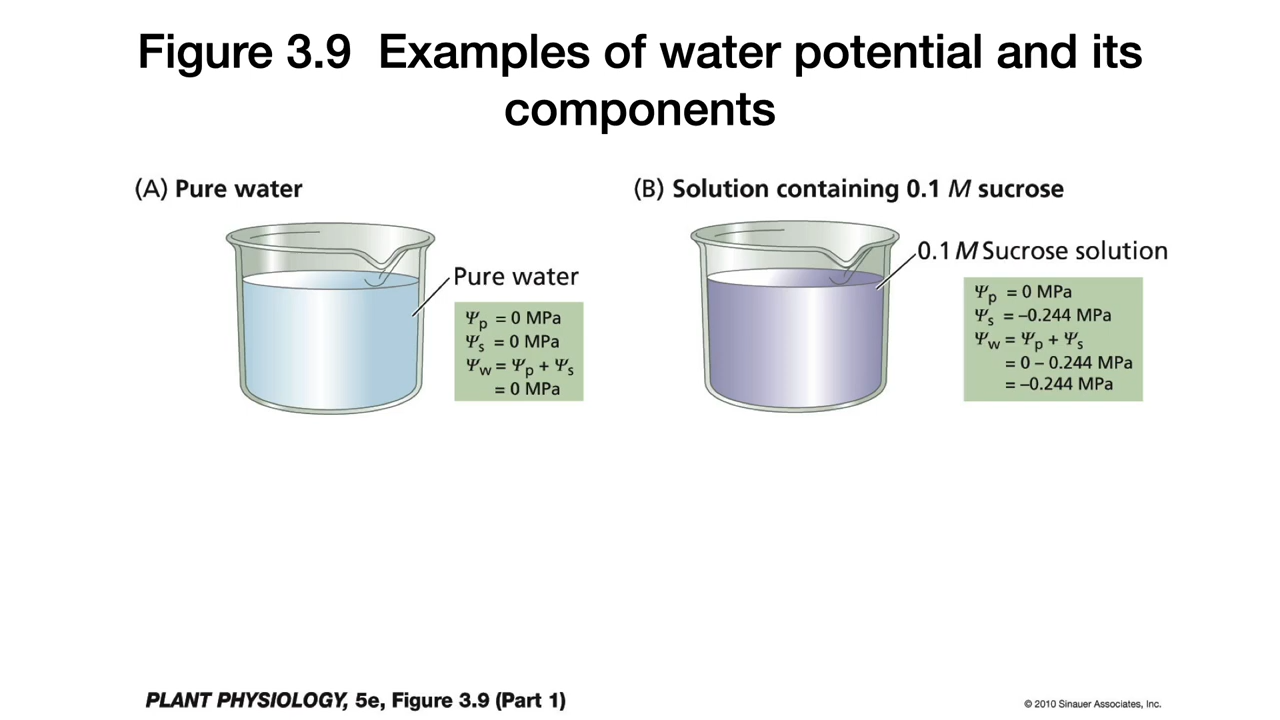 Figure 3.9 Examples of water potential and its
components
(A) Pure water
Pure water
Ψp = 0 MPa
Ψs = 0 MPa
Ψw = Ψp + Ψs
= 0 MPa
(B) Solution containing 0.1 M sucrose
0.1 M Sucrose solution
Ψp = 0 MPa
Ψs = –0.244 MPa
Ψw = Ψp + Ψs
= 0 – 0.244 MPa
= –0.244 MPa
PLANT PHYSIOLOGY, 5e, Figure 3.9 (Part 1)
© 2010 Sinauer Associates, Inc.